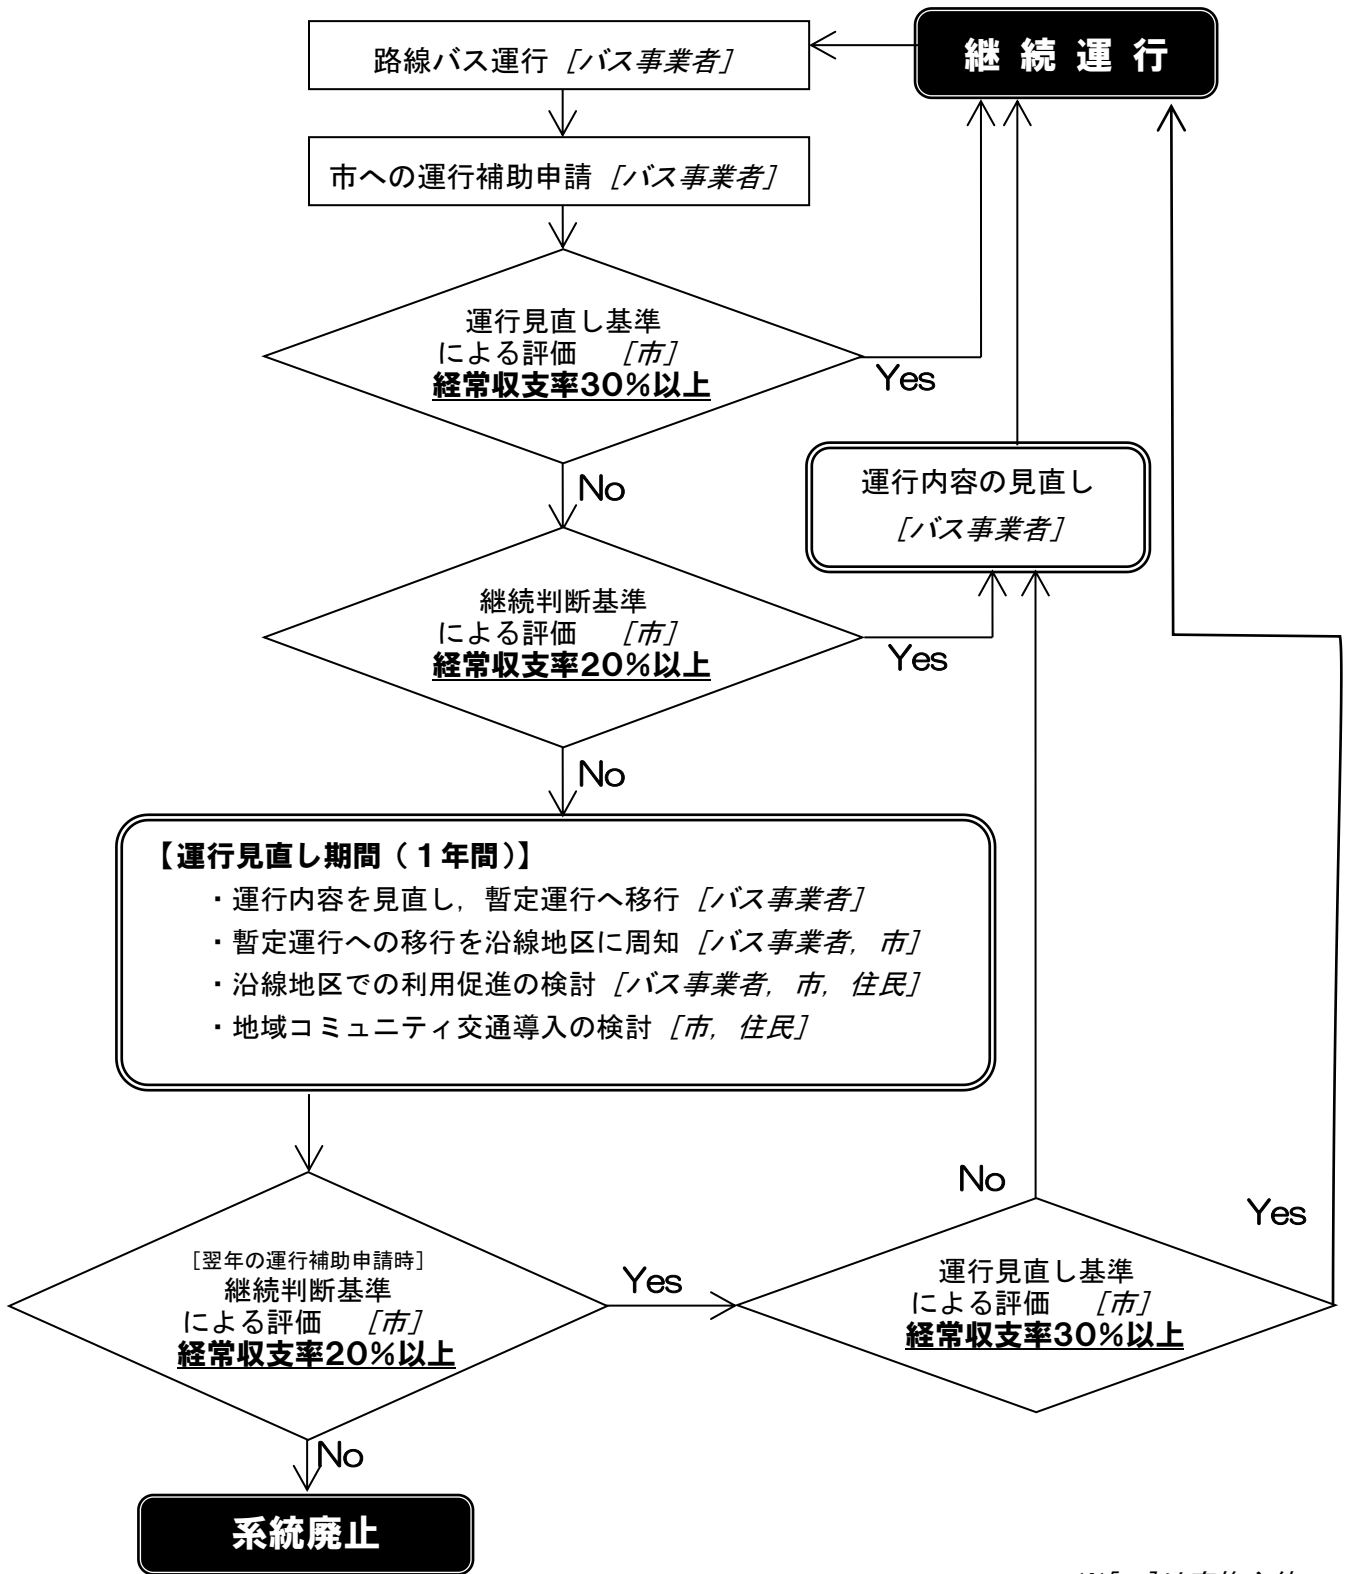 路線バス運行 [バス事業者]
継続運行
市への運行補助申請 [バス事業者]
運行見直し基準
による評価 [市]
経常収支率30%以上
Yes
No
運行内容の見直し
[バス事業者]
継続判断基準
による評価 [市]
経常収支率20%以上
Yes
No
【運行見直し期間(1年間)】
・運行内容を見直し,暫定運行へ移行 [バス事業者]
・暫定運行への移行を沿線地区に周知 [バス事業者,市]
・沿線地区での利用促進の検討 [バス事業者,市,住民]
・地域コミュニティ交通導入の検討 [市,住民]
[翌年の運行補助申請時]
継続判断基準
による評価 [市]
経常収支率20%以上
Yes
No
運行見直し基準
による評価 [市]
経常収支率30%以上
No
Yes
系統廃止